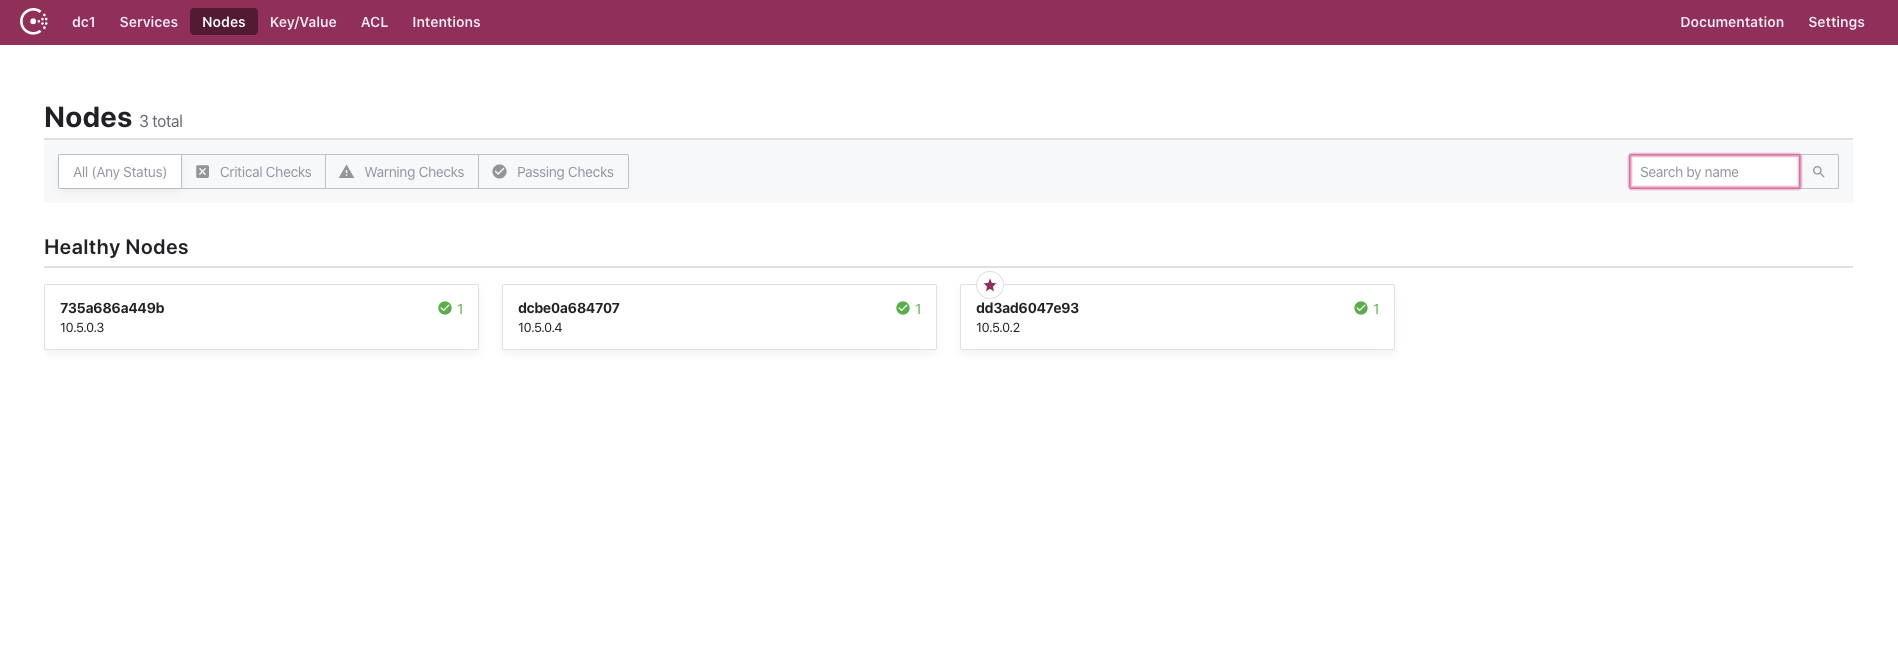 dc1 Services Nodes Key/Value ACL Intentions Documentation Settings
Nodes 3 total
All (Any Status) Critical Checks Warning Checks Passing Checks Search by name
Healthy Nodes
735a686a449b 1 dcbe0a684707 1 dd3ad6047e93 1
10.5.0.3 10.5.0.4 10.5.0.2